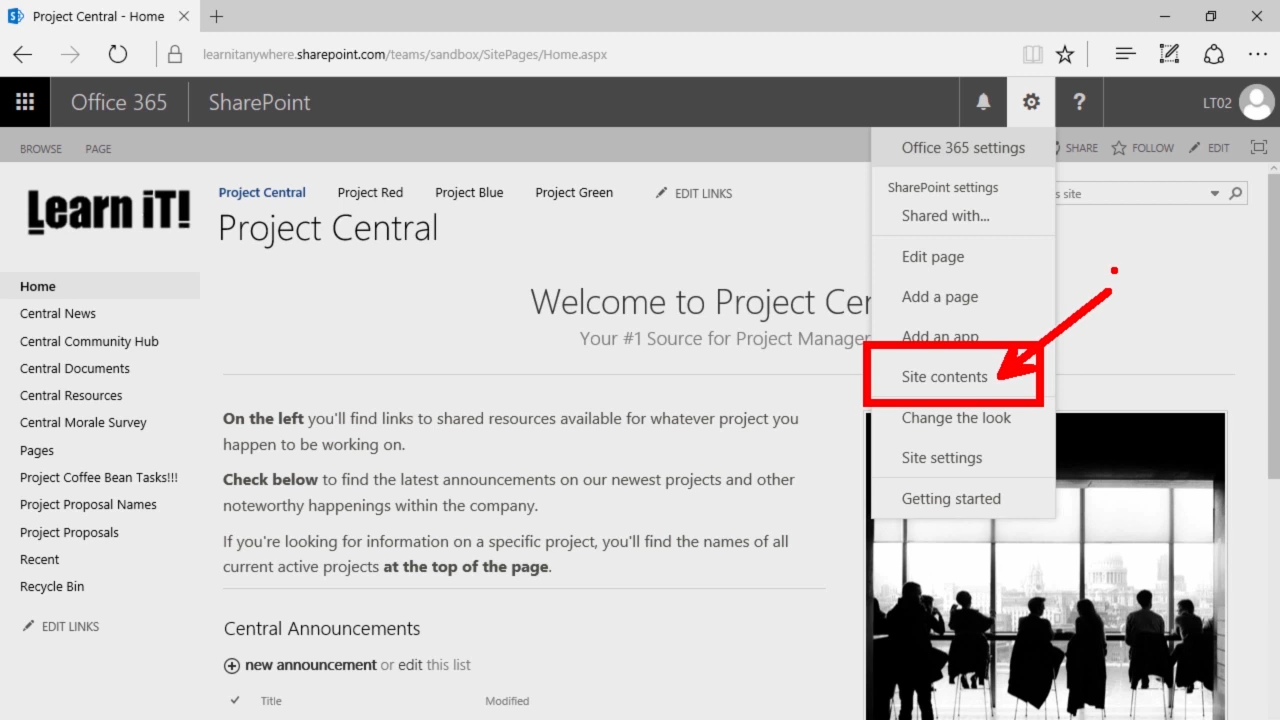 Project Central - Home
learnitanywhere.sharepoint.com/teams/sandbox/SitePages/Home.aspx
Office 365
SharePoint
?
LT02
BROWSE
PAGE
SHARE
FOLLOW
EDIT
Office 365 settings
SharePoint settings
Shared with...
Edit page
Add a page
Add an app
Site contents
Change the look
Site settings
Getting started
Learn iT!
Project Central
Project Red
Project Blue
Project Green
EDIT LINKS
site
Project Central
Home
Central News
Central Community Hub
Central Documents
Central Resources
Central Morale Survey
Pages
Project Coffee Bean Tasks!!!
Project Proposal Names
Project Proposals
Recent
Recycle Bin
EDIT LINKS
Welcome to Project Cen
Your #1 Source for Project Manager
On the left you'll find links to shared resources available for whatever project you
happen to be working on.
Check below to find the latest announcements on our newest projects and other
noteworthy happenings within the company.
If you're looking for information on a specific project, you'll find the names of all
current active projects at the top of the page.
Central Announcements
new announcement or edit this list
Title
Modified